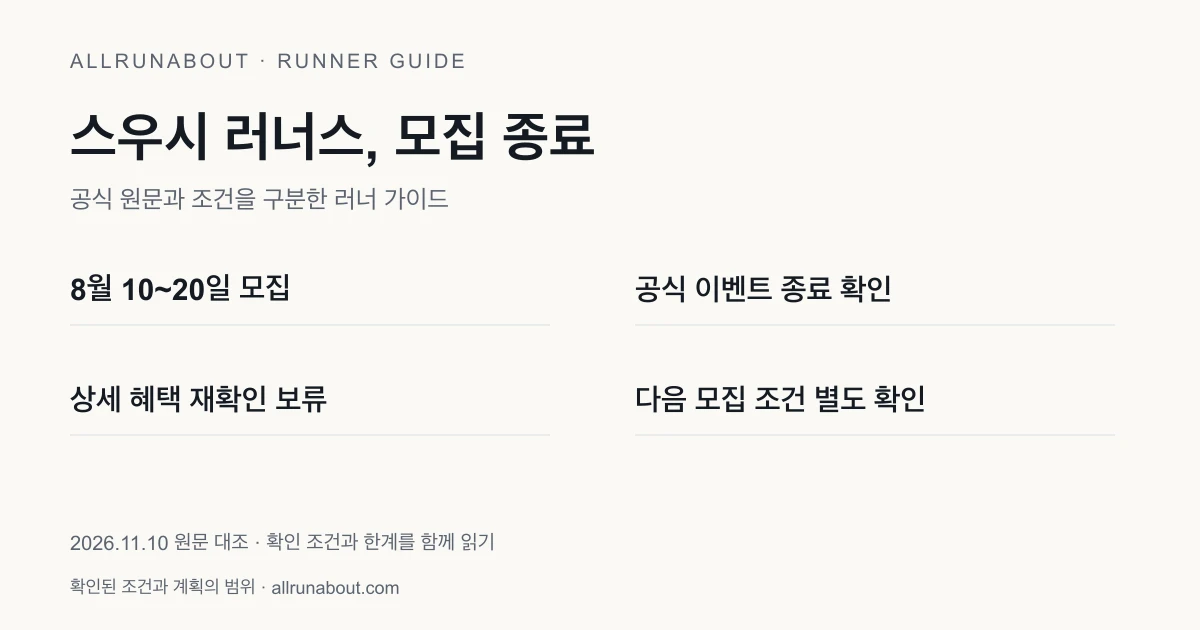 ALLRUNABOUT · RUNNER GUIDE
스우시 러너스, 모집 종료
공식 원문과 조건을 구분한 러너 가이드
8월 10~20일 모집
공식 이벤트 종료 확인
상세 혜택 재확인 보류
다음 모집 조건 별도 확인
2026.11.10 원문 대조 · 확인 조건과 한계를 함께 읽기
확인된 조건과 계획의 범위 · allrunabout.com